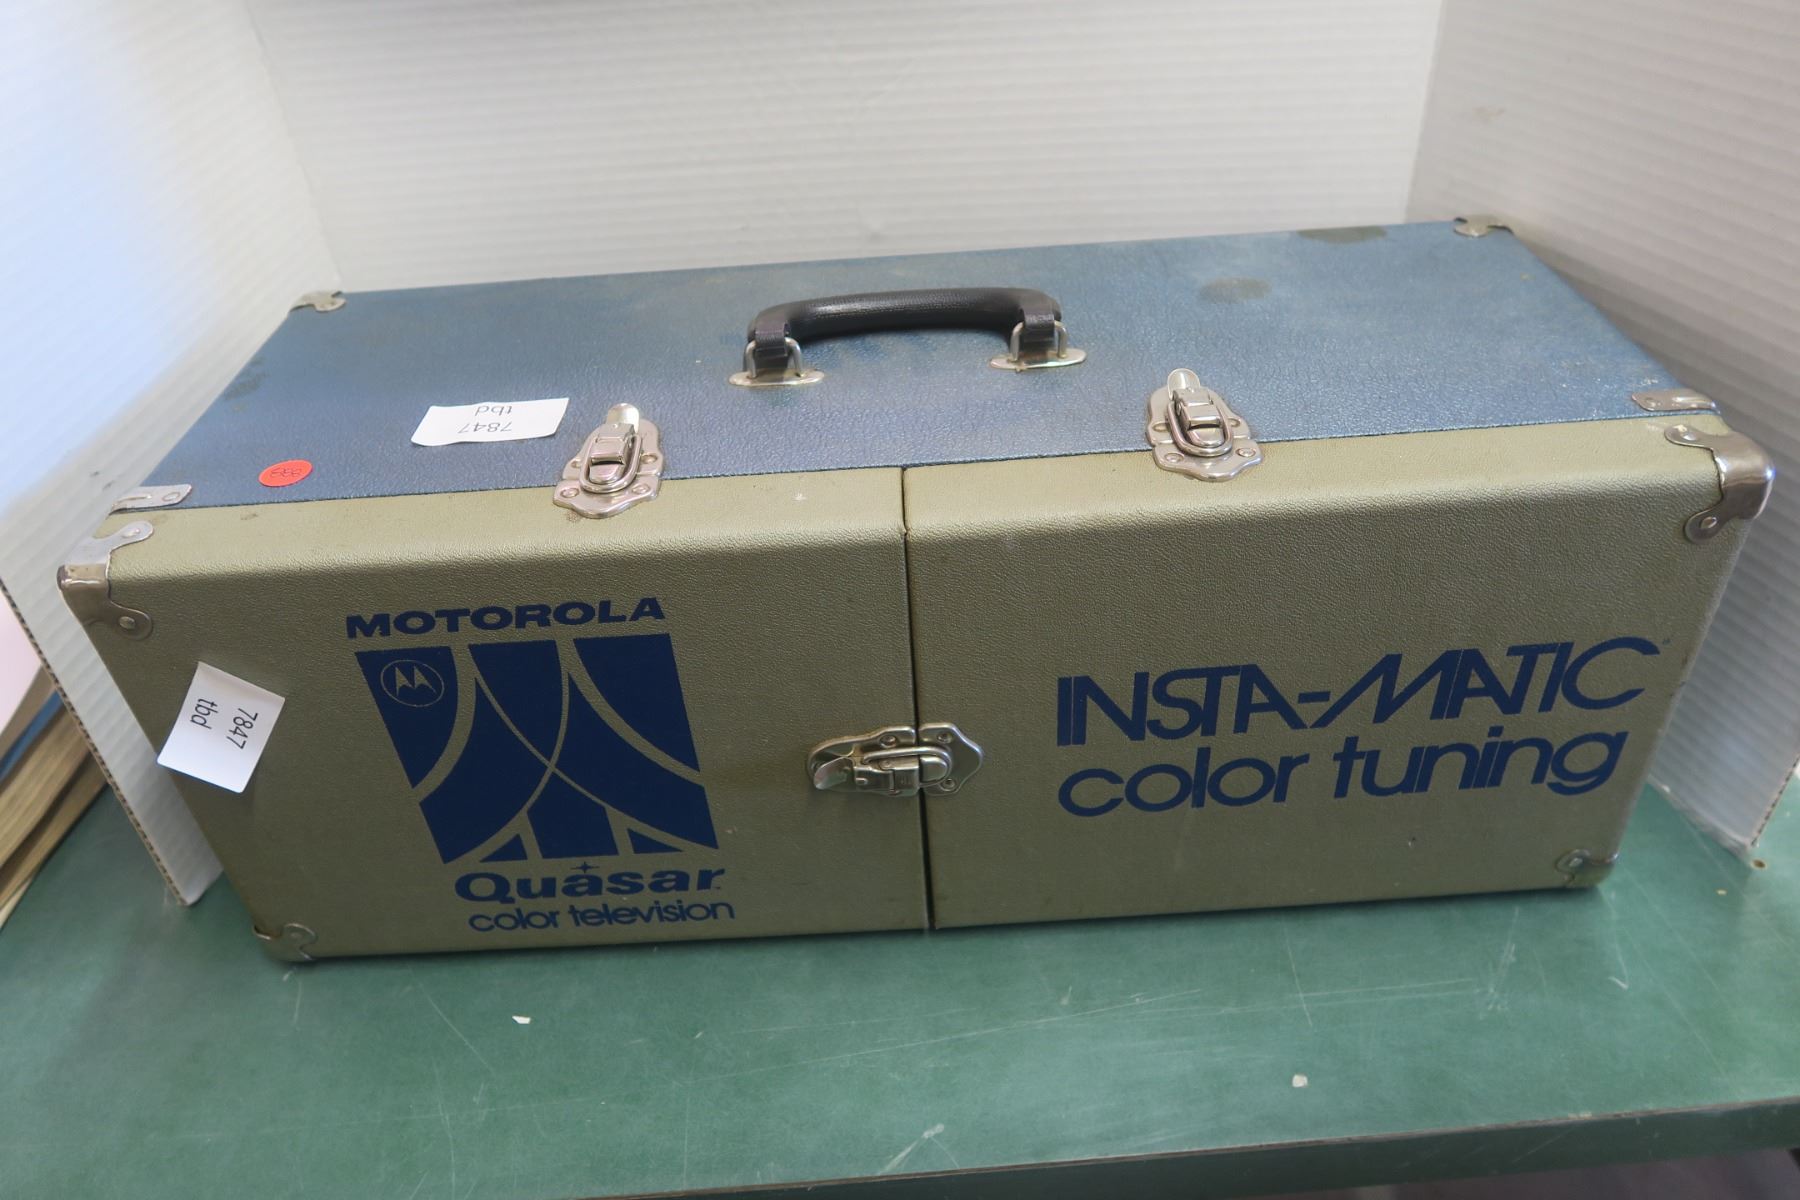 7847
tbd
MOTOROLA
Quasar
color television
7847
tbd
INSTA-MATIC
color tuning